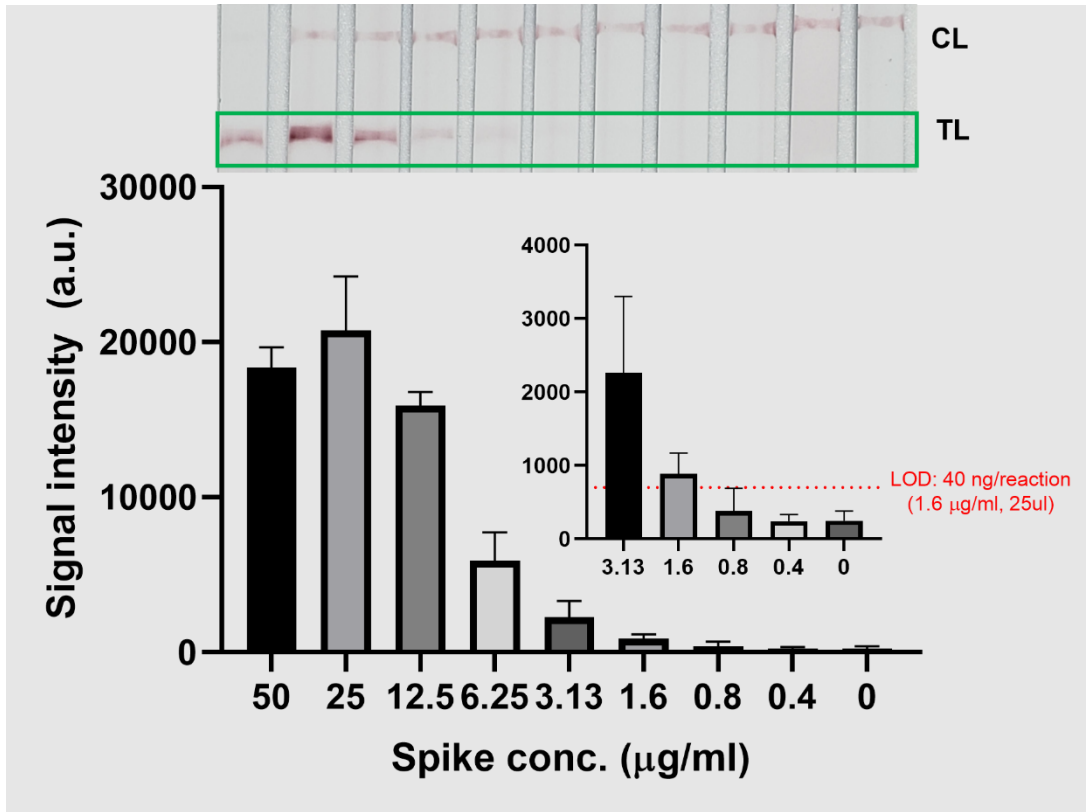 CL
TL
30000
20000
10000
0
Signal intensity (a.u.)
50 25 12.5 6.25 3.13 1.6 0.8 0.4 0
Spike conc. (μg/ml)
4000
3000
2000
1000
0
3.13 1.6 0.8 0.4 0
LOD: 40 ng/reaction
(1.6 μg/ml, 25ul)